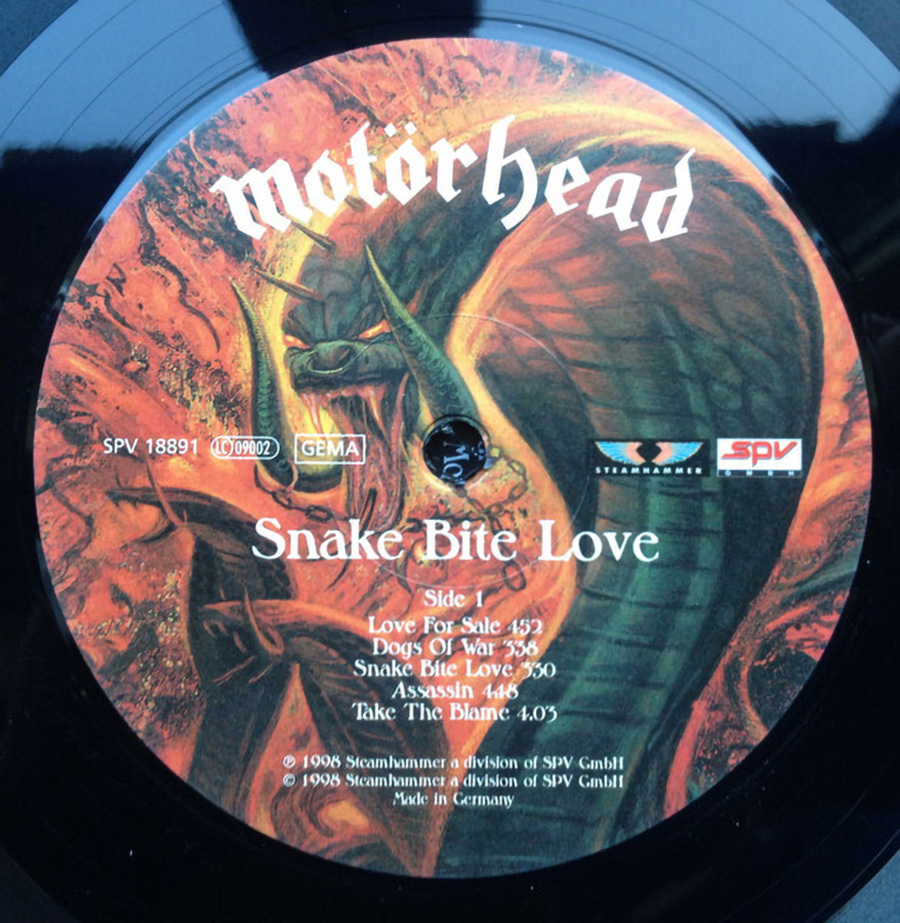 motörhead
SPV 18891 LC 09002 GEMA
STEAMHAMMER
spv
GMBH
Snake Bite Love
Side 1
Love For Sale 4:52
Dogs Of War 3:38
Snake Bite Love 3:30
Assassin 4:48
Take The Blame 4.03
℗ 1998 Steamhammer a division of SPV GmbH
© 1998 Steamhammer a division of SPV GmbH
Made in Germany